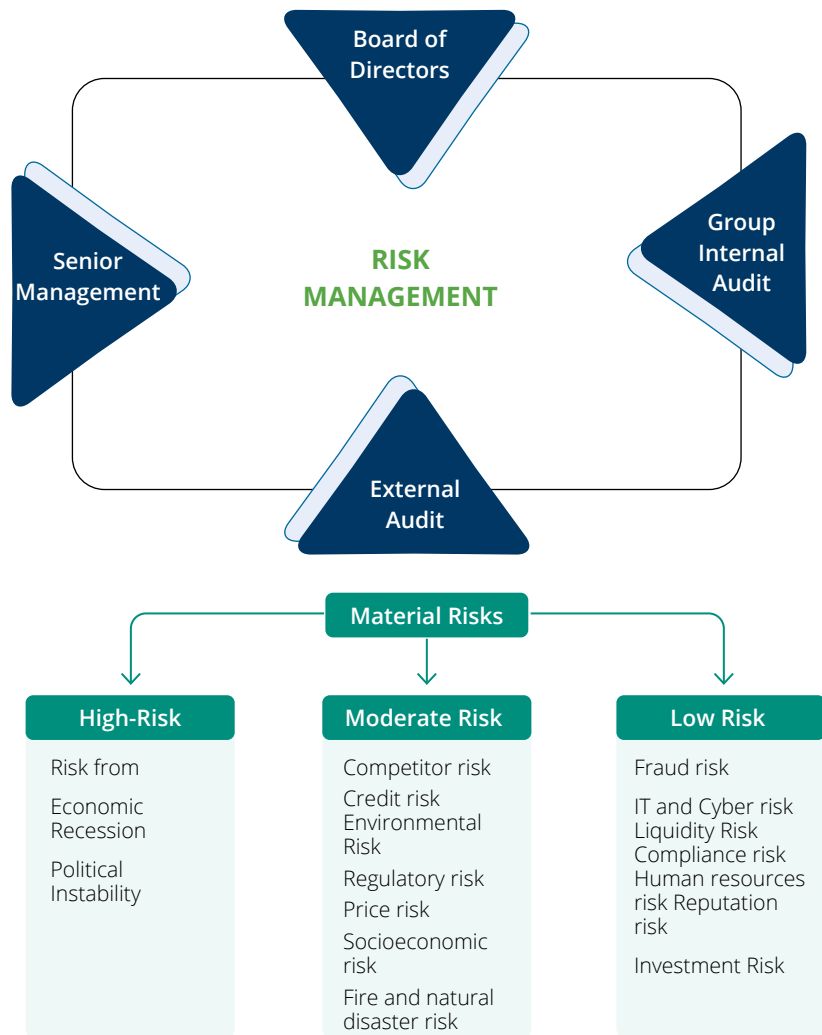 Board of
Directors
Senior
Management
RISK
MANAGEMENT
Group
Internal
Audit
External
Audit
Material Risks
High-Risk
Risk from
Economic
Recession
Political
Instability
Moderate Risk
Competitor risk
Credit risk
Environmental
Risk
Regulatory risk
Price risk
Socioeconomic
risk
Fire and natural
disaster risk
Low Risk
Fraud risk
IT and Cyber risk
Liquidity Risk
Compliance risk
Human resources
risk Reputation
risk
Investment Risk